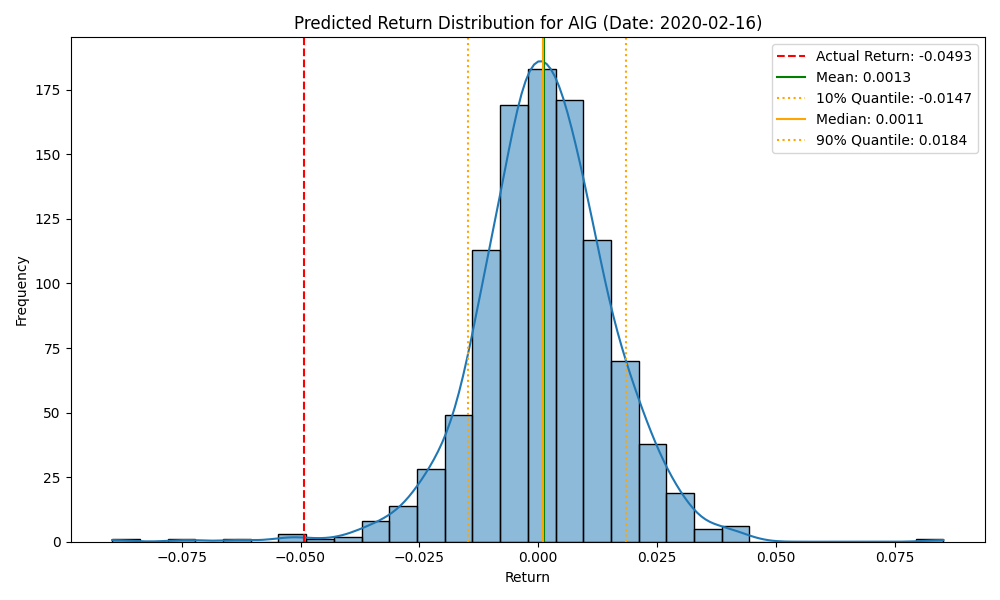 Predicted Return Distribution for AIG (Date: 2020-02-16)
Actual Return: -0.0493
Mean: 0.0013
10% Quantile: -0.0147
Median: 0.0011
90% Quantile: 0.0184
Frequency
175
150
125
100
75
50
25
0
−0.075 −0.050 −0.025 0.000 0.025 0.050 0.075
Return